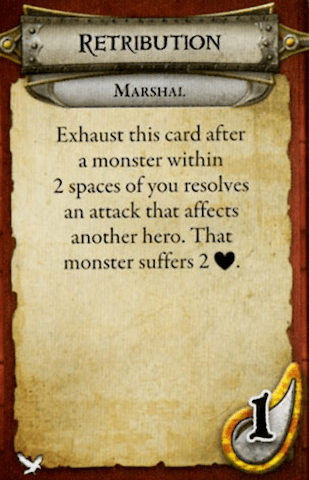 RETRIBUTION
MARSHAL
Exhaust this card after
a monster within
2 spaces of you resolves
an attack that affects
another hero. That
monster suffers 2 ♥.
1